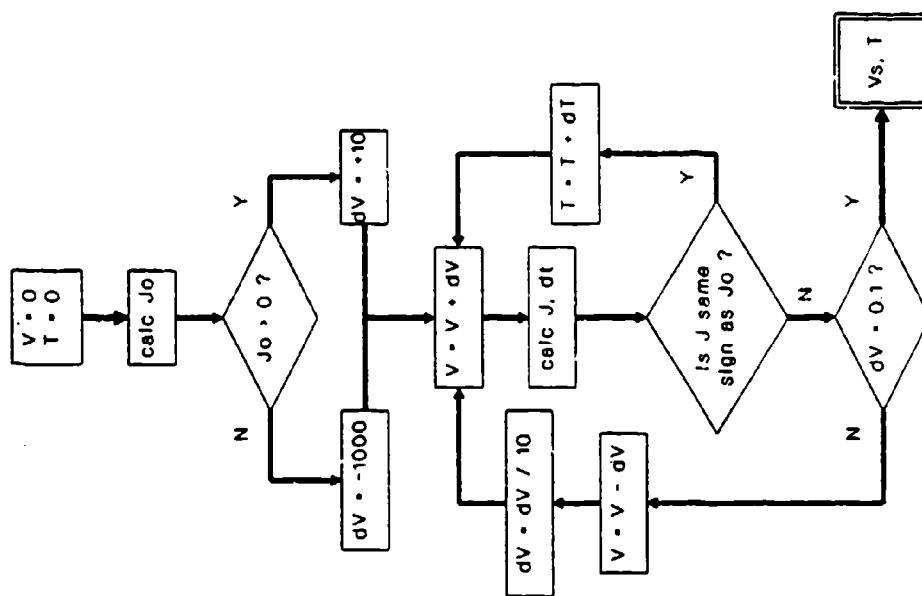 V = 0
T = 0
calc Jo
Jo > 0 ?
N
Y
dV = -1000
dV = +10
V = V + dV
calc J, dt
Is J same
sign as Jo ?
Y
T = T + dT
N
dV = 0.1 ?
N
V = V - dV
dV = dV / 10
Y
Vs, T